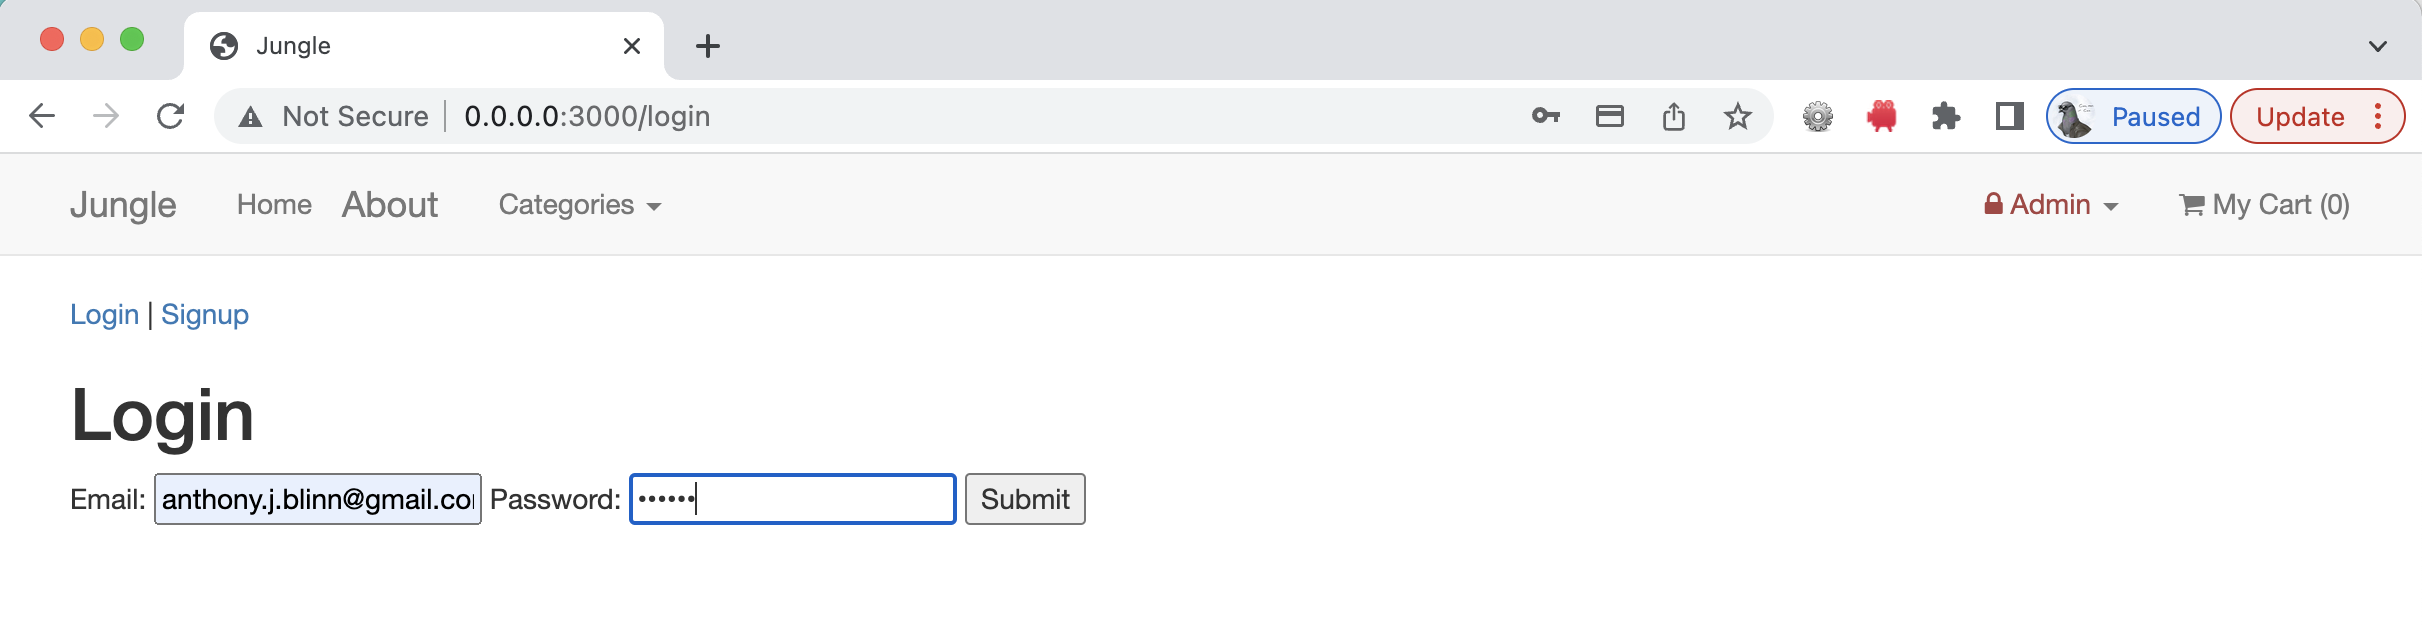 Jungle
Not Secure 0.0.0.0:3000/login Paused Update
Jungle Home About Categories Admin My Cart (0)
Login | Signup
Login
Email: anthony.j.blinn@gmail.co Password: •••••• Submit